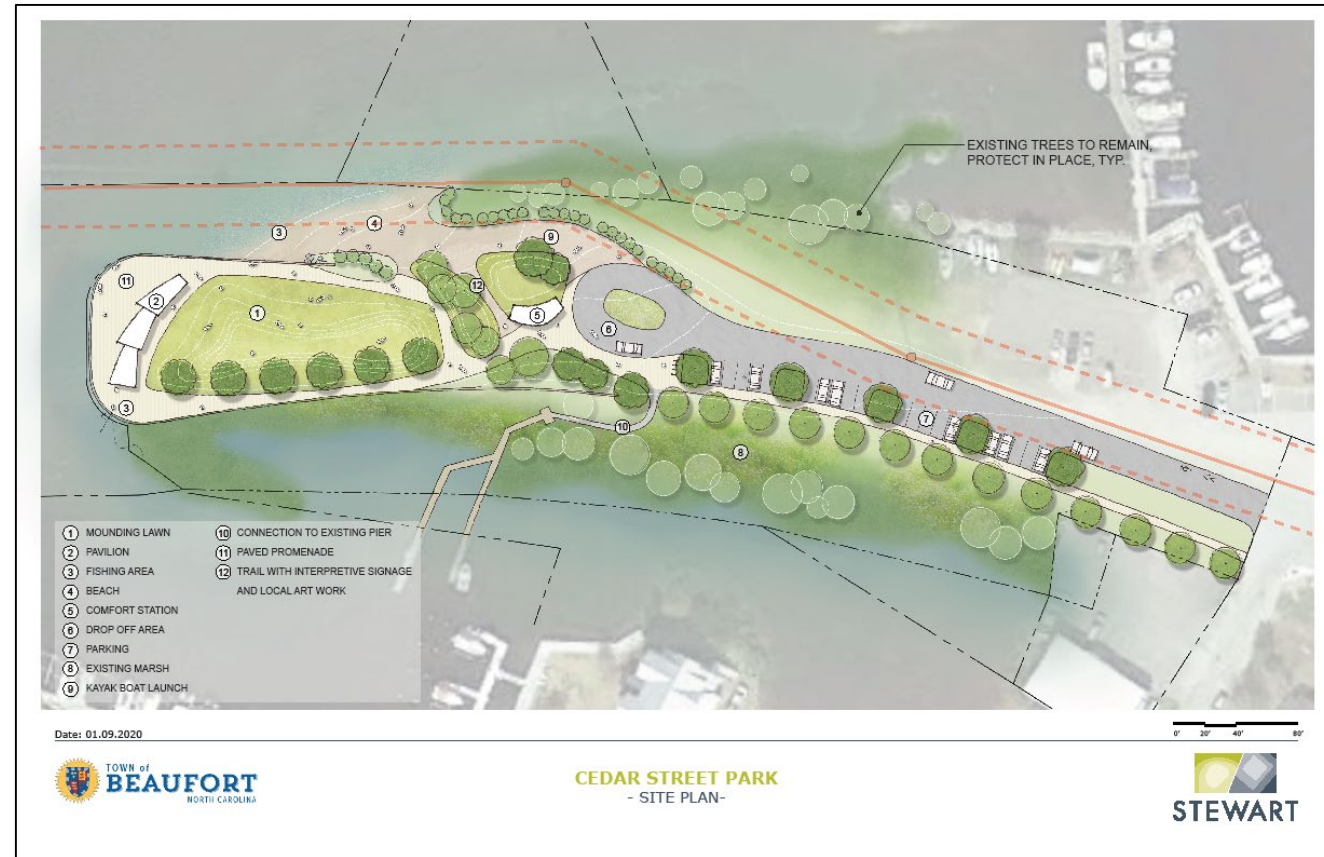 EXISTING TREES TO REMAIN,
PROTECT IN PLACE, TYP.
3
4
9
11
12
2
1
5
6
3
7
10
8
1 MOUNDING LAWN
2 PAVILION
3 FISHING AREA
4 BEACH
5 COMFORT STATION
6 DROP OFF AREA
7 PARKING
8 EXISTING MARSH
9 KAYAK BOAT LAUNCH
10 CONNECTION TO EXISTING PIER
11 PAVED PROMENADE
12 TRAIL WITH INTERPRETIVE SIGNAGE
AND LOCAL ART WORK
Date: 01.09.2020
0' 20' 40' 80'
TOWN of
BEAUFORT
NORTH CAROLINA
CEDAR STREET PARK
- SITE PLAN-
STEWART